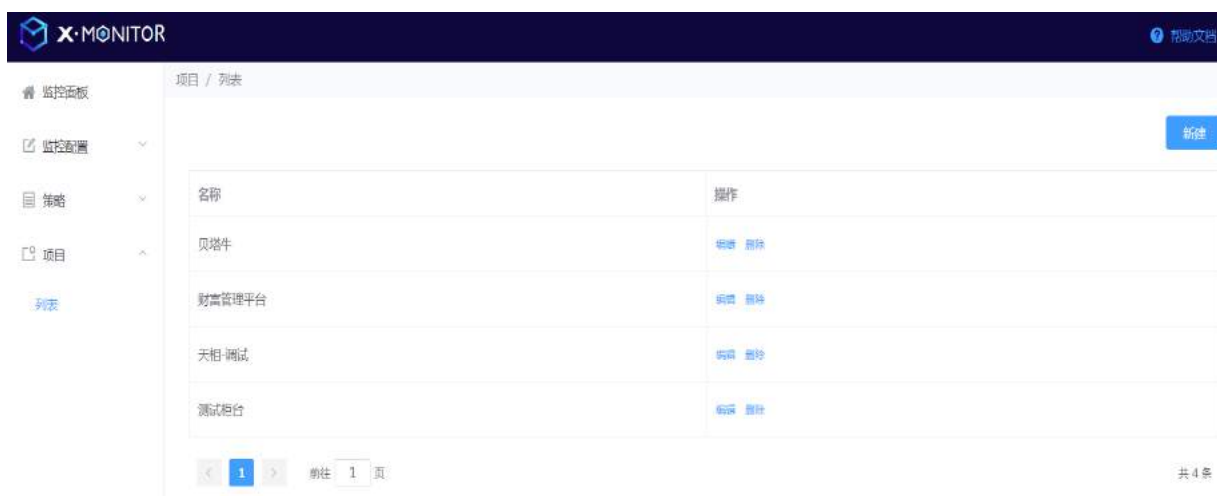 X·MONITOR
帮助文档
监控面板
监控配置
策略
项目
列表
项目 / 列表
新建
名称 操作
贝塔牛 编辑 删除
财富管理平台 编辑 删除
天相-调试 编辑 删除
测试柜台 编辑 删除
1 前往 1 页 共 4 条